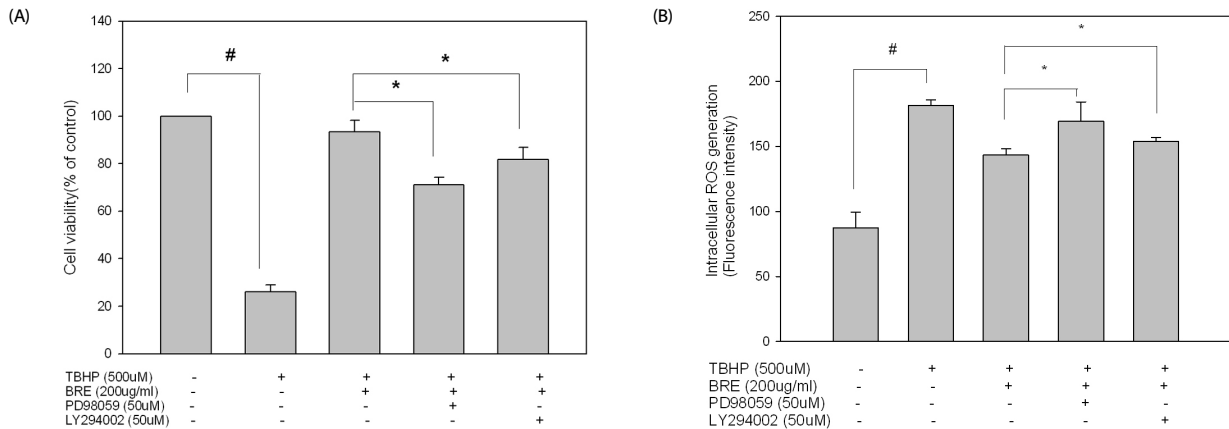 (A)
140
120
100
80
60
40
20
0
Cell viability(% of control)
#
*
*
TBHP (500uM) - + + + +
BRE (200ug/ml) - - + + +
PD98059 (50uM) - - - + -
LY294002 (50uM) - - - - +
(B)
250
200
150
100
50
0
Intracellular ROS generation
(Fluorescence intensity)
#
*
*
TBHP (500uM) - + + + +
BRE (200ug/ml) - - + + +
PD98059 (50uM) - - - + -
LY294002 (50uM) - - - - +